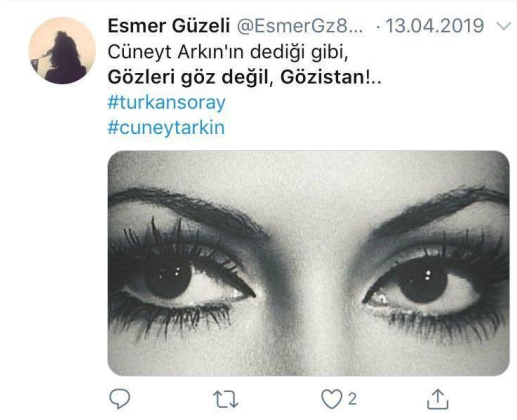 Esmer Güzeli @EsmerGz8... · 13.04.2019
Cüneyt Arkın'ın dediği gibi,
Gözleri göz değil, Gözistan!..
#turkansoray
#cuneytarkin
2